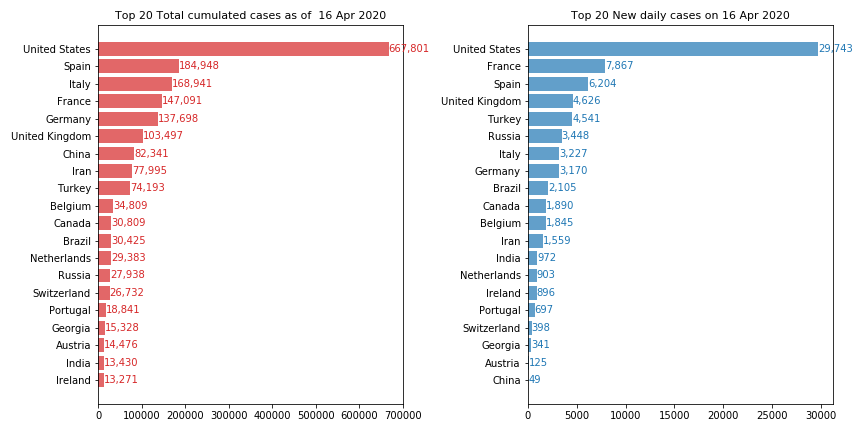 Top 20 Total cumulated cases as of 16 Apr 2020
United States 667,801
Spain 184,948
Italy 168,941
France 147,091
Germany 137,698
United Kingdom 103,497
China 82,341
Iran 77,995
Turkey 74,193
Belgium 34,809
Canada 30,809
Brazil 30,425
Netherlands 29,383
Russia 27,938
Switzerland 26,732
Portugal 18,841
Georgia 15,328
Austria 14,476
India 13,430
Ireland 13,271
0 100000 200000 300000 400000 500000 600000 700000
Top 20 New daily cases on 16 Apr 2020
United States 29,743
France 7,867
Spain 6,204
United Kingdom 4,626
Turkey 4,541
Russia 3,448
Italy 3,227
Germany 3,170
Brazil 2,105
Canada 1,890
Belgium 1,845
Iran 1,559
India 972
Netherlands 903
Ireland 896
Portugal 697
Switzerland 398
Georgia 341
Austria 125
China 49
0 5000 10000 15000 20000 25000 30000